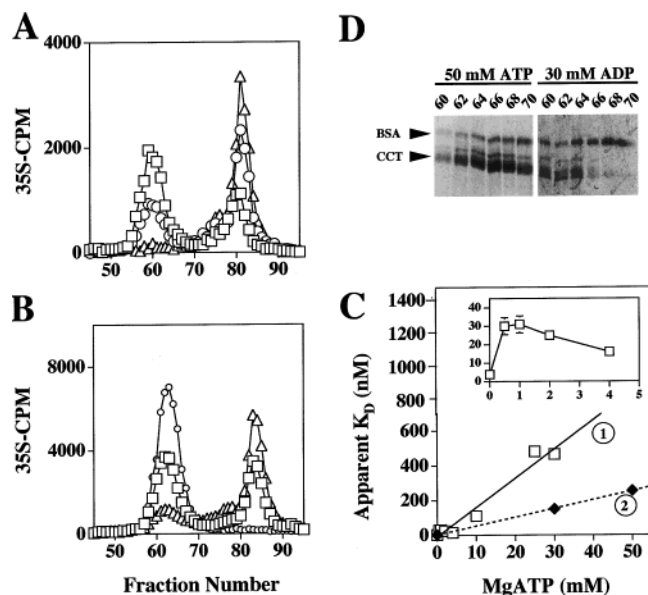 A
4000
2000
0
35S-CPM
50 60 70 80 90
B
8000
4000
0
35S-CPM
50 60 70 80 90
Fraction Number
D
50 mM ATP 30 mM ADP
60 62 64 66 68 70 60 62 64 66 68 70
BSA
CCT
C
1400
1200
1000
800
600
400
200
0
Apparent KD (nM)
50
40
30
20
10
0
0 1 2 3 4 5
1
2
0 10 20 30 40 50
MgATP (mM)